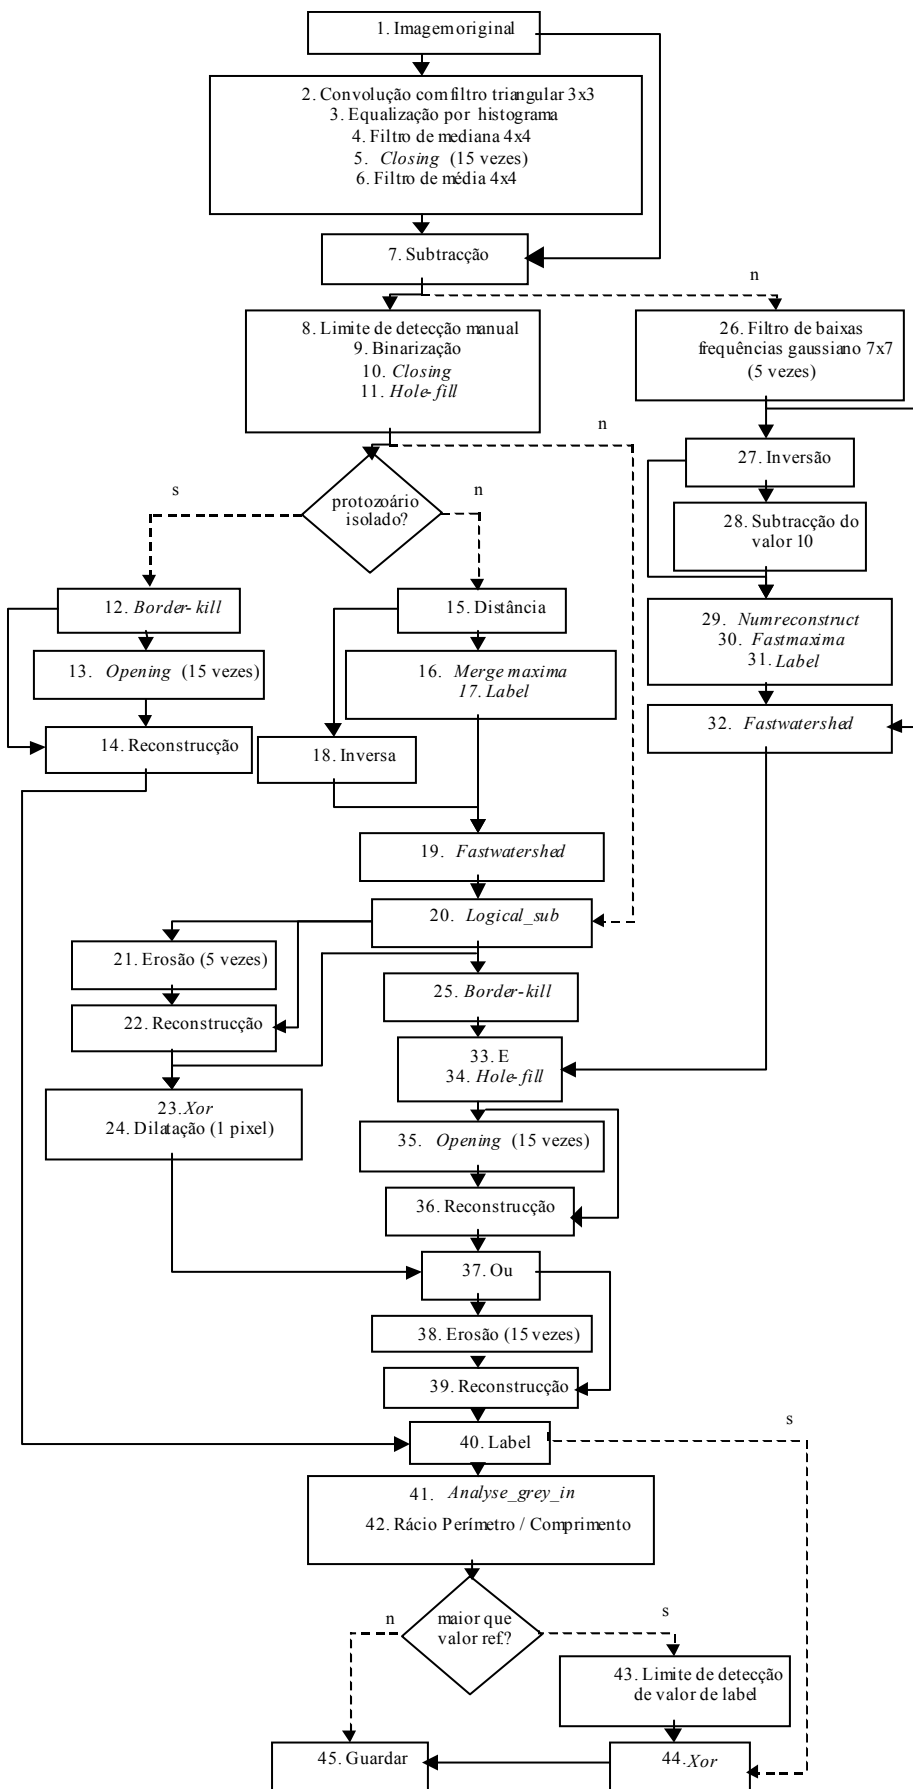 1. Imagem original
2. Convolução com filtro triangular 3x3
3. Equalização por histograma
4. Filtro de mediana 4x4
5. Closing (15 vezes)
6. Filtro de média 4x4
7. Subtracção
n
8. Limite de detecção manual
9. Binarização
10. Closing
11. Hole-fill
26. Filtro de baixas
frequências gaussiano 7x7
(5 vezes)
n
27. Inversão
s
protozoário
isolado?
n
28. Subtracção do
valor 10
12. Border-kill
15. Distância
29. Numreconstruct
30. Fastmaxima
31. Label
13. Opening (15 vezes)
16. Merge maxima
17. Label
32. Fastwatershed
14. Reconstrucção
18. Inversa
19. Fastwatershed
20. Logical_sub
21. Erosão (5 vezes)
25. Border-kill
22. Reconstrucção
33. E
34. Hole-fill
23. Xor
24. Dilatação (1 pixel)
35. Opening (15 vezes)
36. Reconstrucção
37. Ou
38. Erosão (15 vezes)
39. Reconstrucção
s
40. Label
41. Analyse_grey_in
42. Rácio Perímetro / Comprimento
n
maior que
valor ref.?
s
43. Limite de detecção
de valor de label
45. Guardar
44. Xor